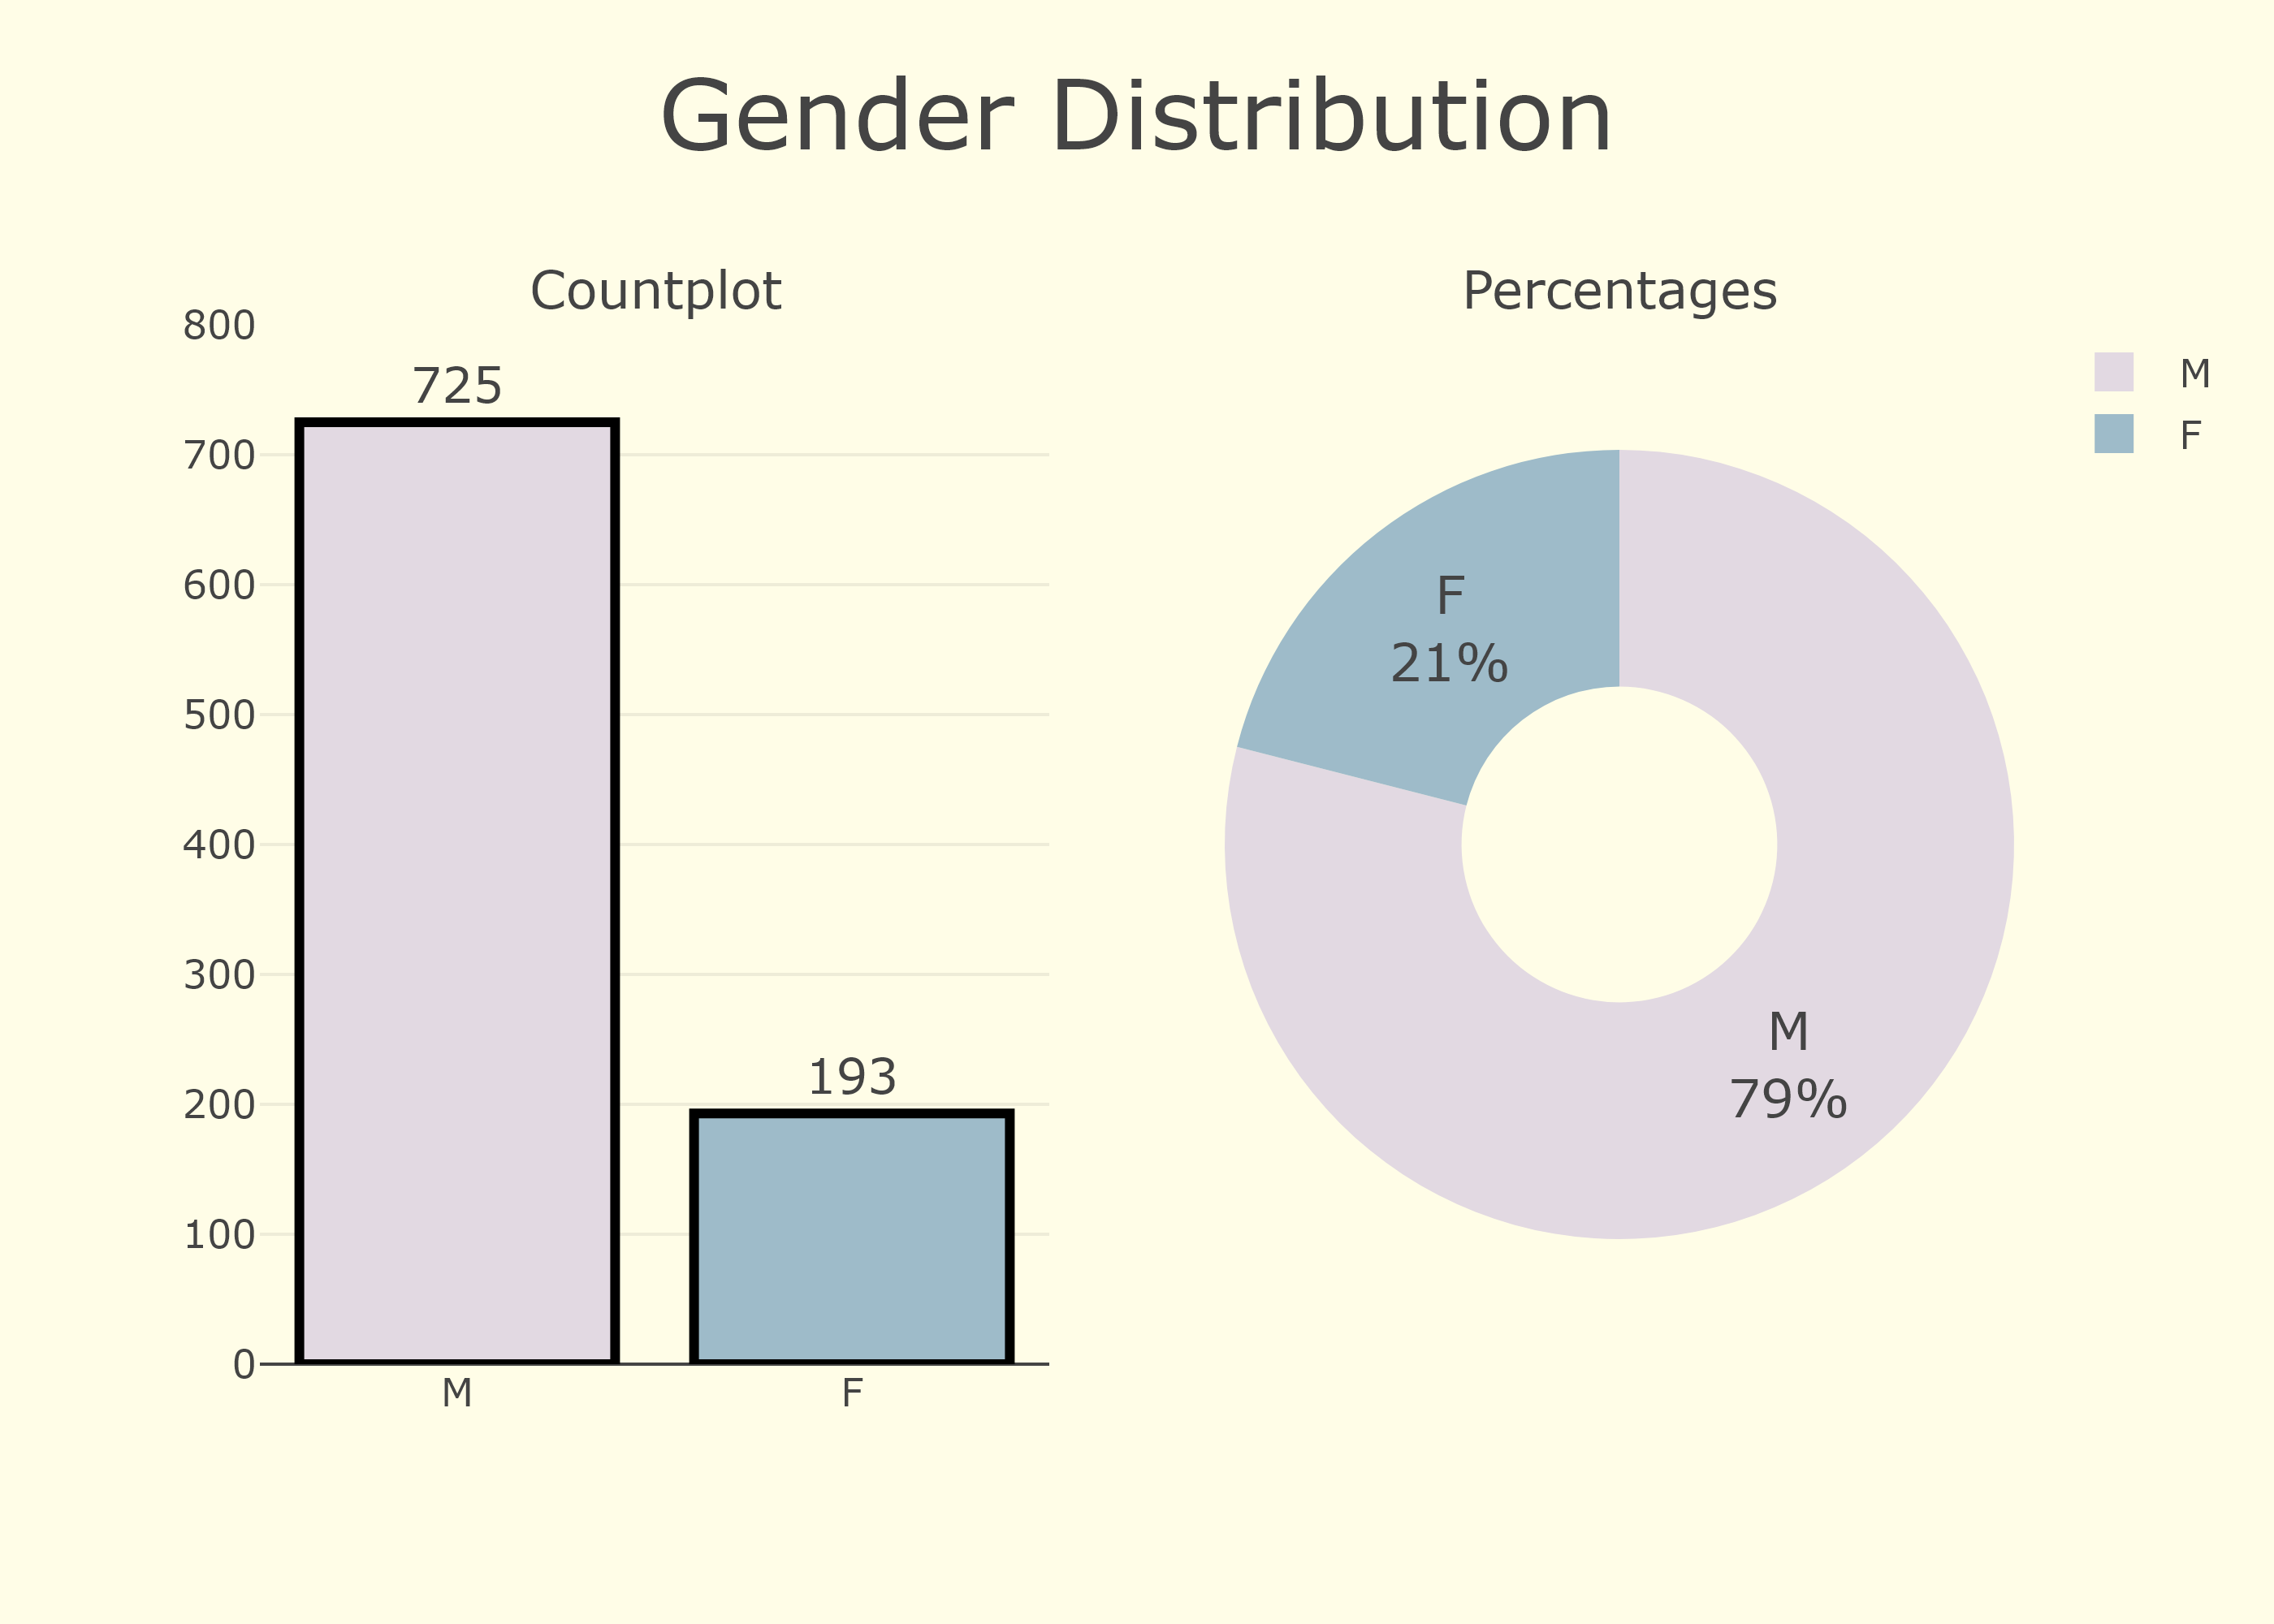 Gender Distribution
Countplot
800
700
600
500
400
300
200
100
0
725
193
M
F
Percentages
F
21%
M
79%
M
F